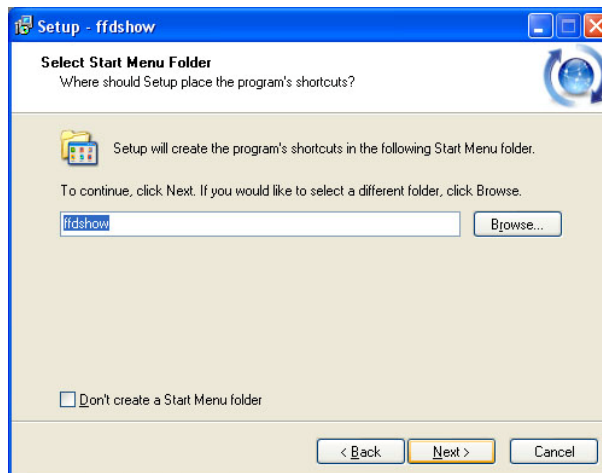 Setup - ffdshow
Select Start Menu Folder
Where should Setup place the program's shortcuts?
Setup will create the program's shortcuts in the following Start Menu folder.
To continue, click Next. If you would like to select a different folder, click Browse.
ffdshow
Browse...
Don't create a Start Menu folder
< Back
Next >
Cancel